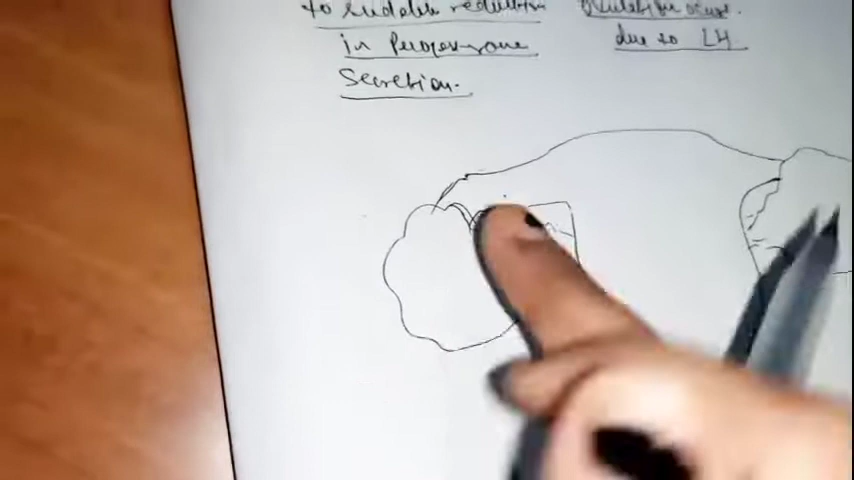 to sudden reduction
in Progesterone
Secretion.
due to LH